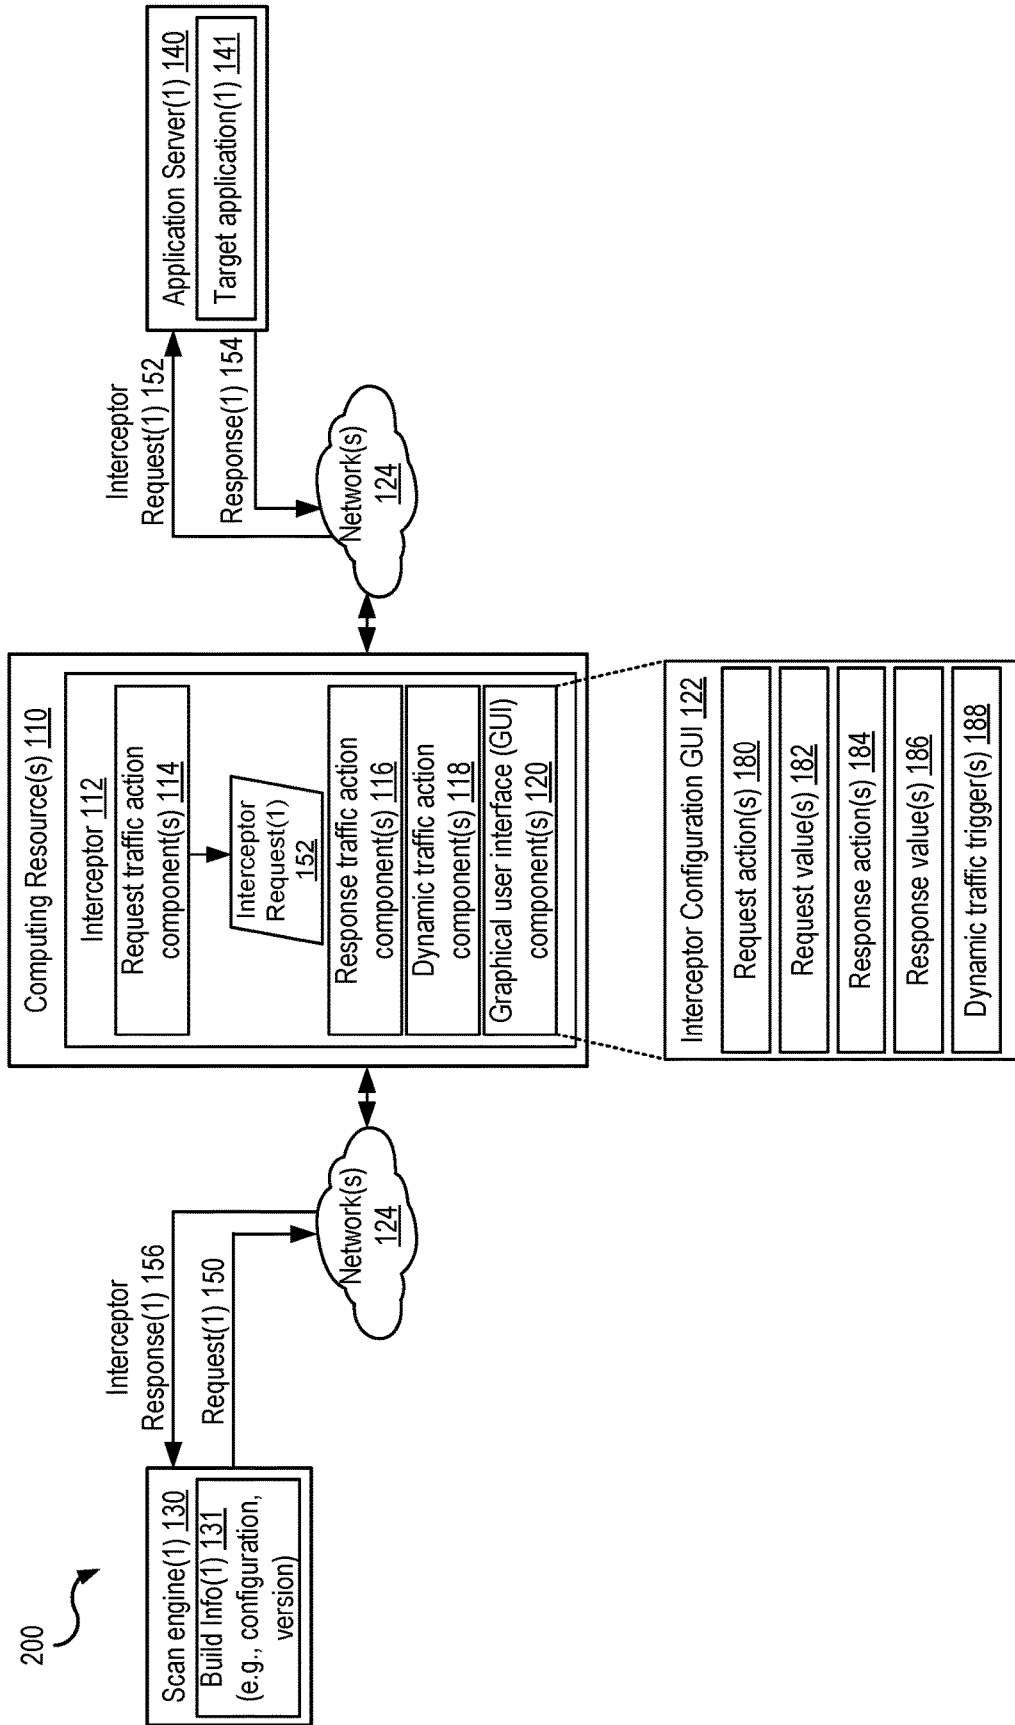 200
Scan engine(1) 130
Build Info(1) 131
(e.g., configuration,
version)
Interceptor
Response(1) 156
Request(1) 150
Network(s)
124
Computing Resource(s) 110
Interceptor 112
Request traffic action
component(s) 114
Interceptor
Request(1)
152
Response traffic action
component(s) 116
Dynamic traffic action
component(s) 118
Graphical user interface (GUI)
component(s) 120
Interceptor Configuration GUI 122
Request action(s) 180
Request value(s) 182
Response action(s) 184
Response value(s) 186
Dynamic traffic trigger(s) 188
Network(s)
124
Interceptor
Request(1) 152
Response(1) 154
Application Server(1) 140
Target application(1) 141